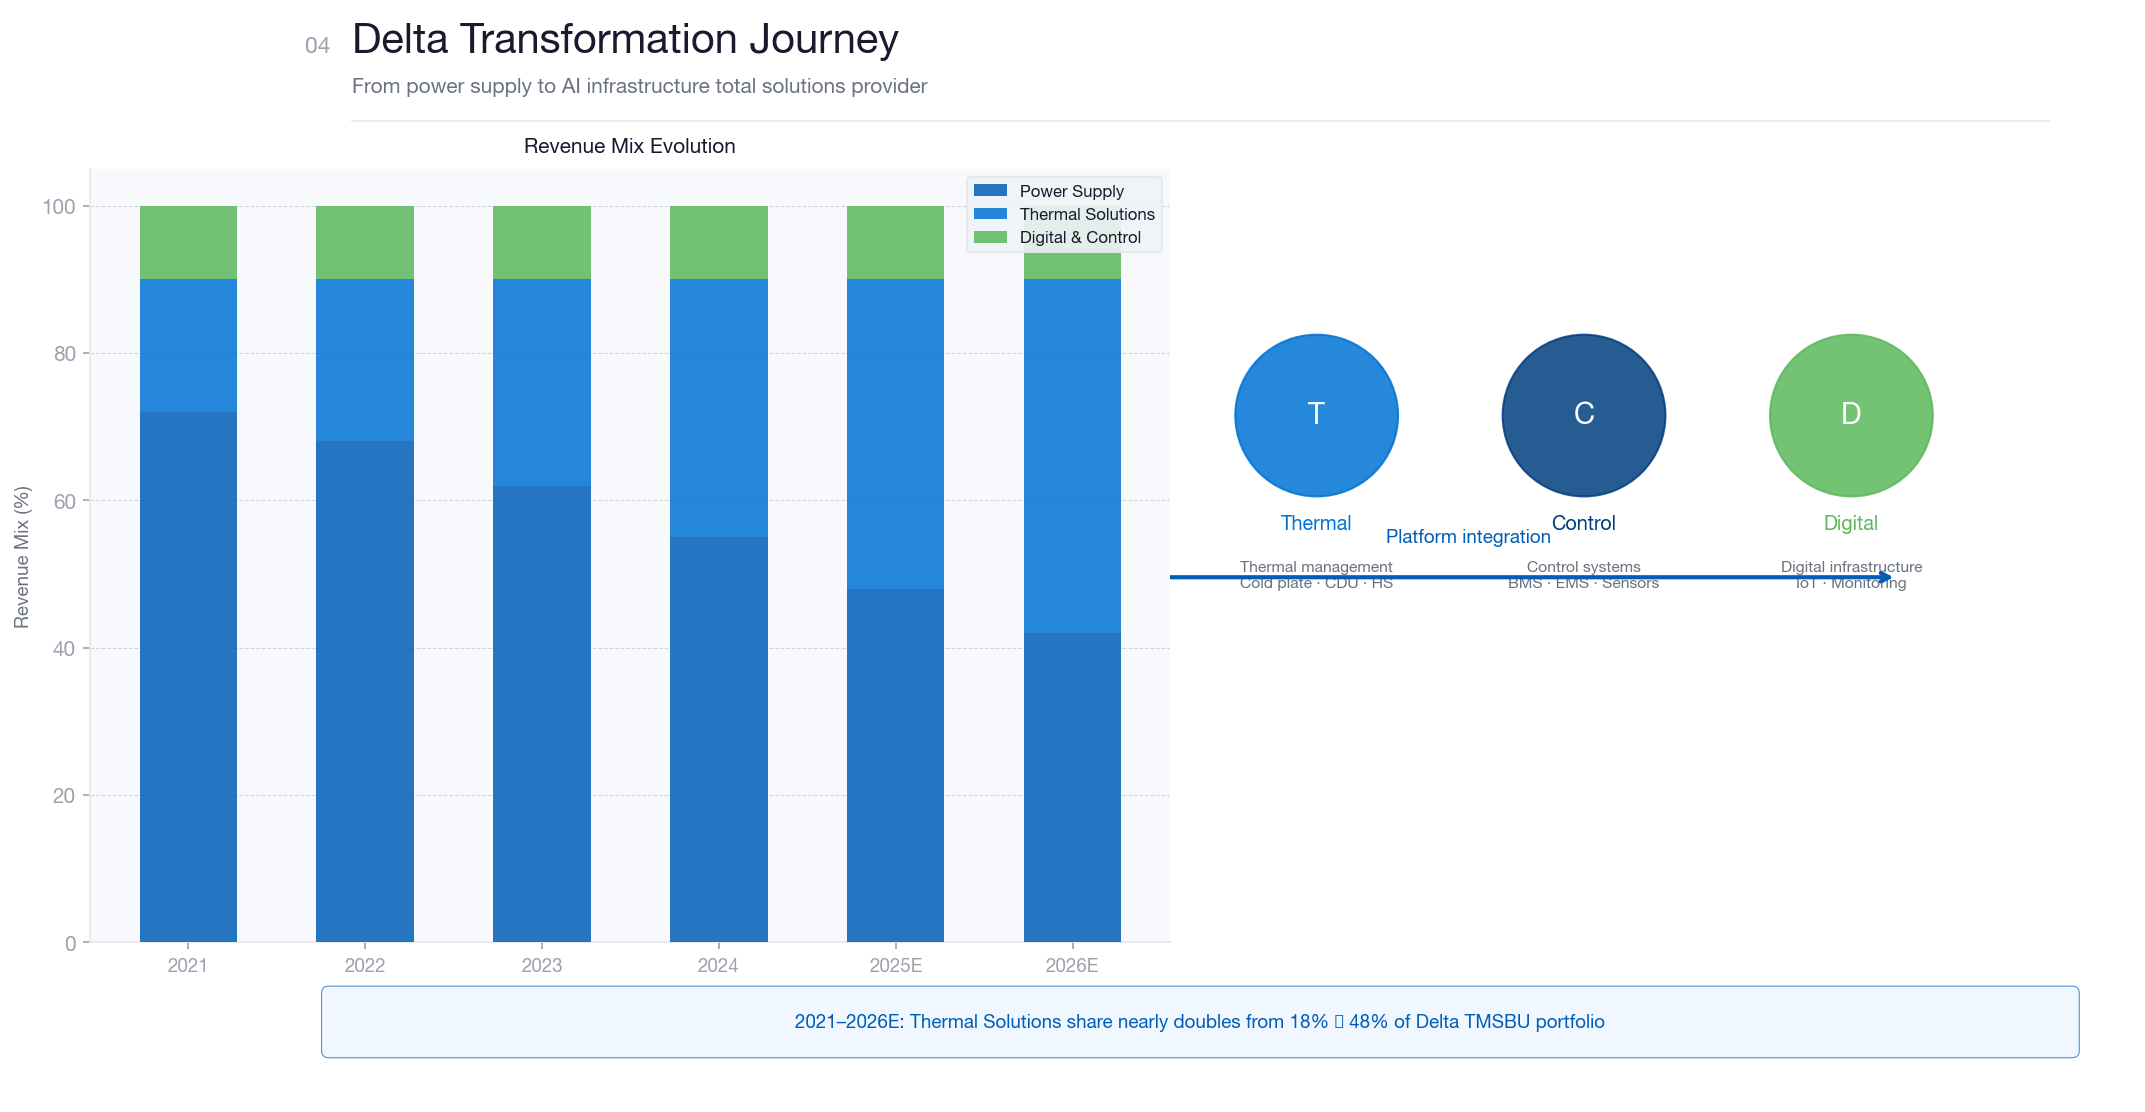 04
Delta Transformation Journey
From power supply to AI infrastructure total solutions provider
Revenue Mix Evolution
Power Supply
Thermal Solutions
Digital & Control
Revenue Mix (%)
100
80
60
40
20
0
2021
2022
2023
2024
2025E
2026E
T
C
D
Thermal
Control
Digital
Platform integration
Thermal management
Cold plate · CDU · HS
Control systems
BMS · EMS · Sensors
Digital infrastructure
IoT · Monitoring
2021–2026E: Thermal Solutions share nearly doubles from 18% ▯ 48% of Delta TMSBU portfolio